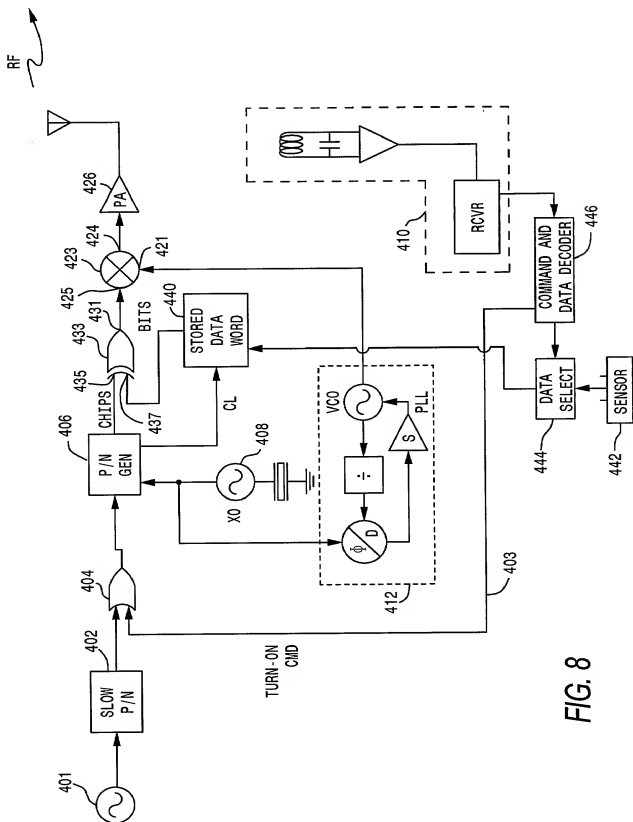 RF
426
PA
424
423
421
425
431
433
435
CHIPS
437
BITS
440
STORED
DATA
WORD
CL
406
P/N
GEN
408
XO
404
402
SLOW
P/N
401
TURN-ON
CMD
403
412
VCO
PLL
S
÷
Φ
D
410
RCVR
446
COMMAND AND
DATA DECODER
DATA
SELECT
444
SENSOR
442
FIG. 8